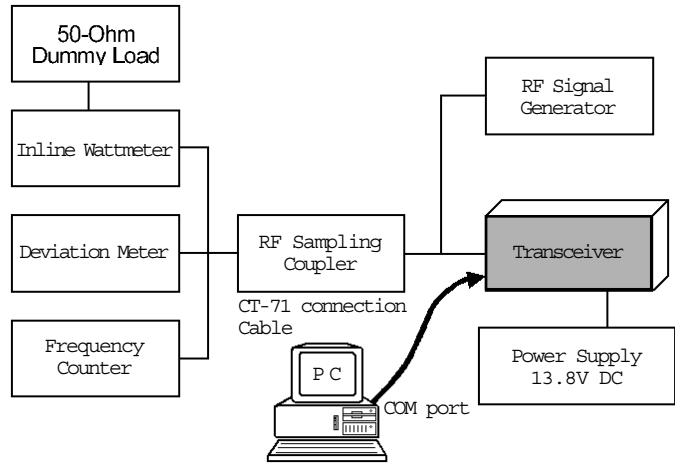 50-Ohm
Dummy Load
Inline Wattmeter
Deviation Meter
Frequency
Counter
RF Sampling
Coupler
CT-71 connection
Cable
PC
COM port
RF Signal
Generator
Transceiver
Power Supply
13.8V DC